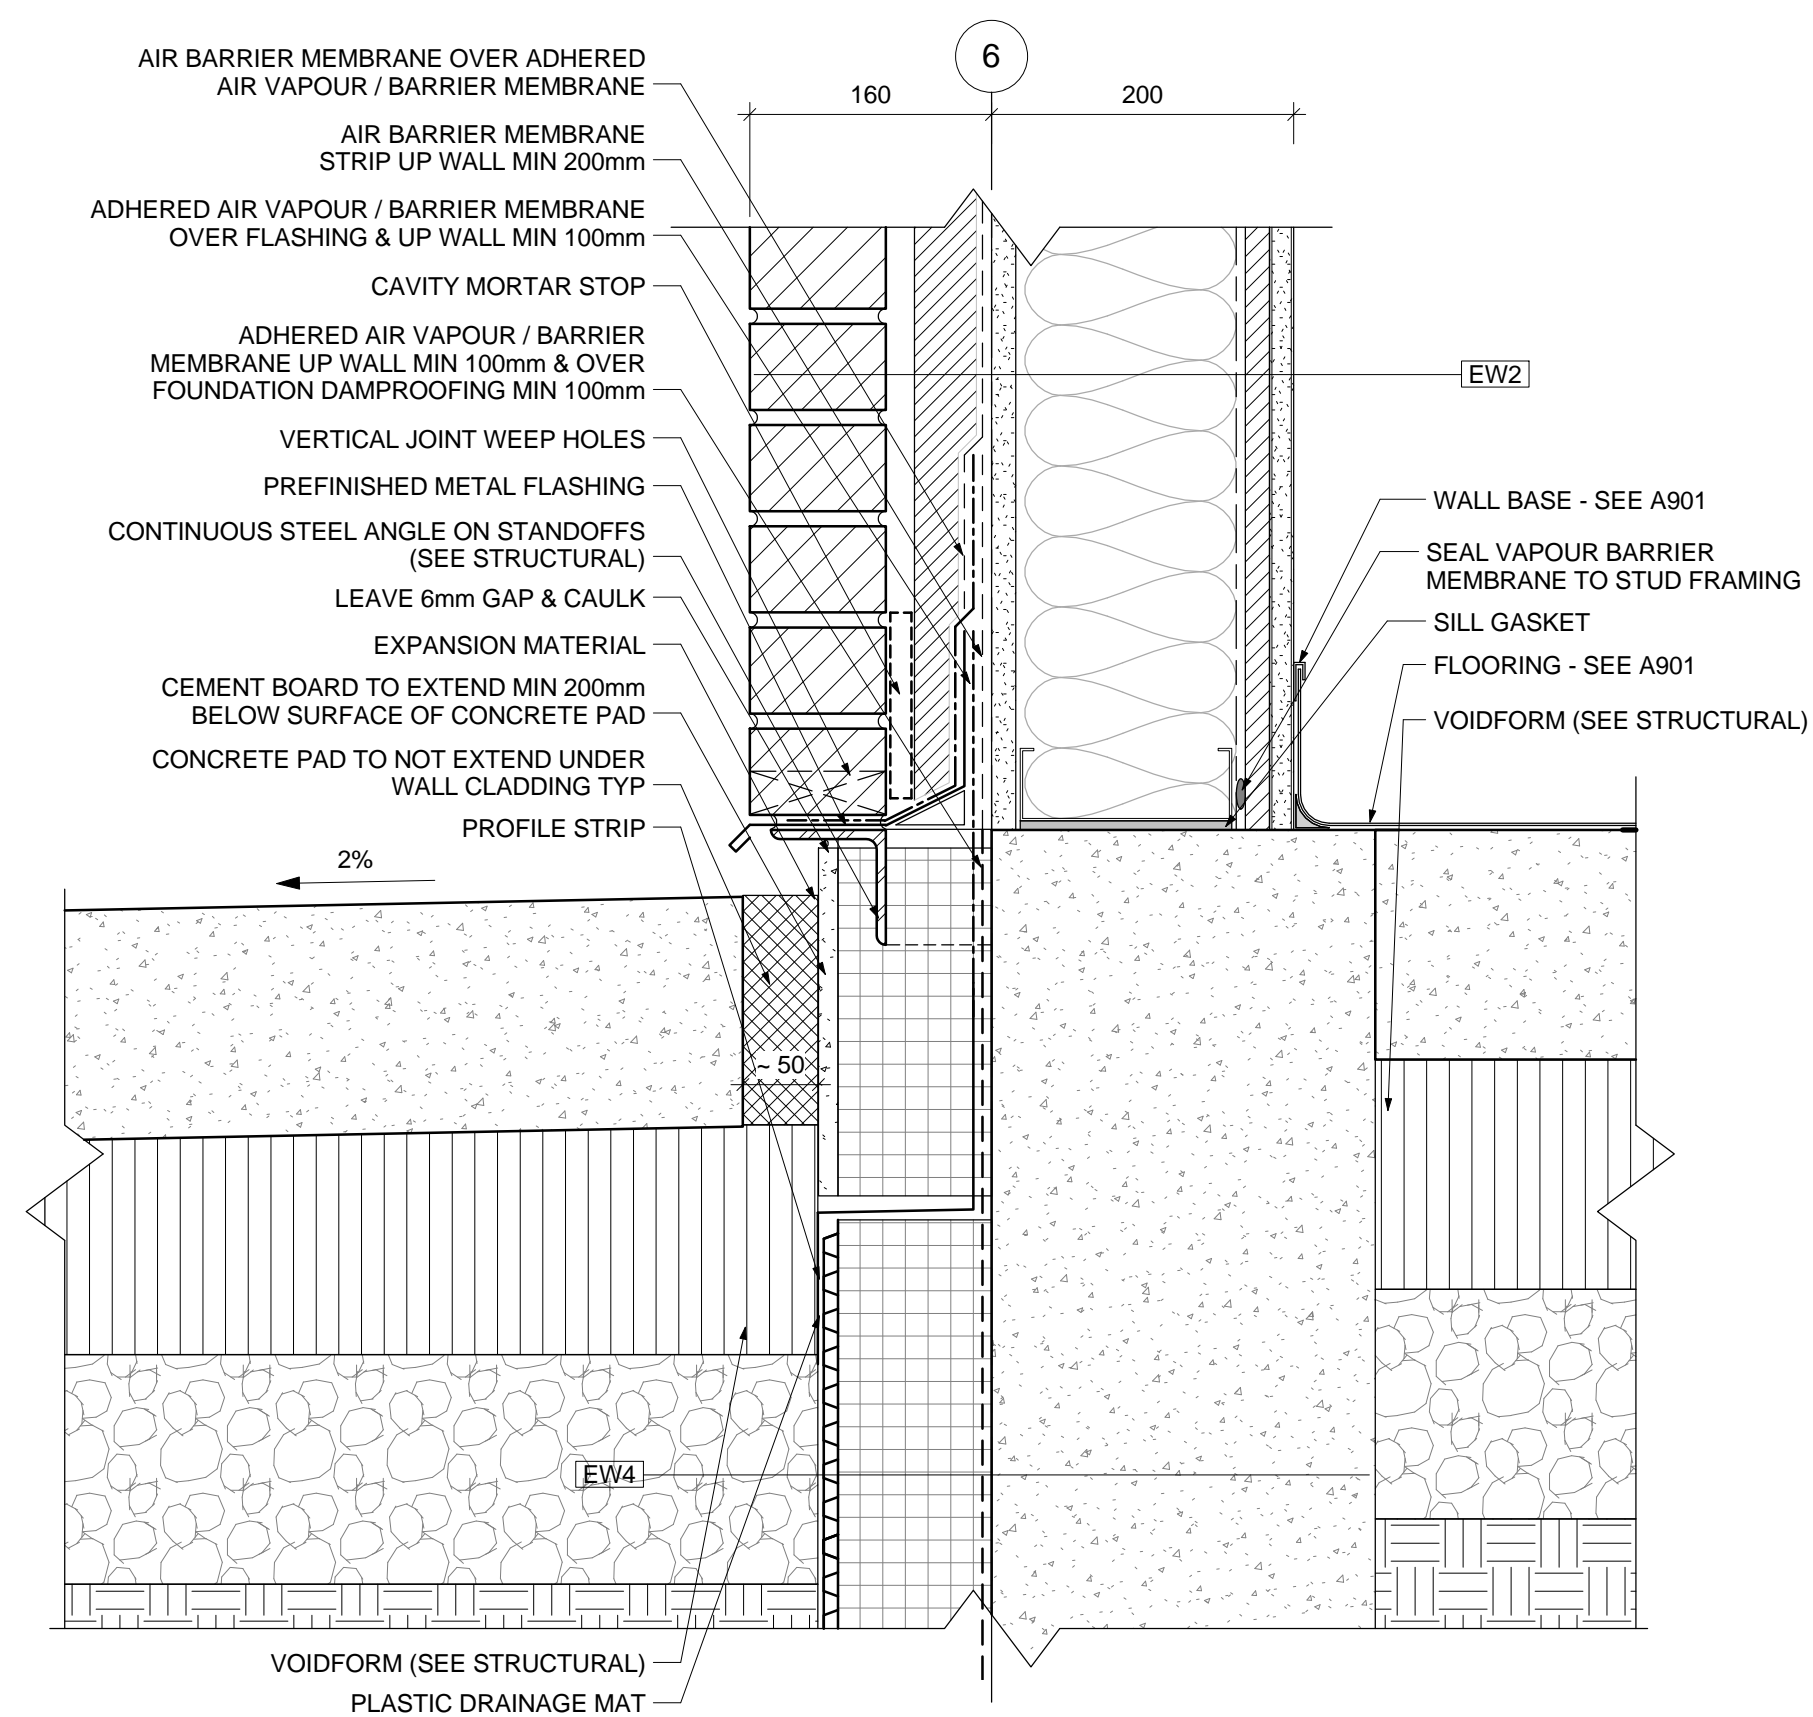 6
160
200
AIR BARRIER MEMBRANE OVER ADHERED
AIR VAPOUR / BARRIER MEMBRANE
AIR BARRIER MEMBRANE
STRIP UP WALL MIN 200mm
ADHERED AIR VAPOUR / BARRIER MEMBRANE
OVER FLASHING & UP WALL MIN 100mm
CAVITY MORTAR STOP
ADHERED AIR VAPOUR / BARRIER
MEMBRANE UP WALL MIN 100mm & OVER
FOUNDATION DAMPROOFING MIN 100mm
VERTICAL JOINT WEEP HOLES
PREFINISHED METAL FLASHING
CONTINUOUS STEEL ANGLE ON STANDOFFS
(SEE STRUCTURAL)
LEAVE 6mm GAP & CAULK
EXPANSION MATERIAL
CEMENT BOARD TO EXTEND MIN 200mm
BELOW SURFACE OF CONCRETE PAD
CONCRETE PAD TO NOT EXTEND UNDER
WALL CLADDING TYP
PROFILE STRIP
2%
EW2
WALL BASE - SEE A901
SEAL VAPOUR BARRIER
MEMBRANE TO STUD FRAMING
SILL GASKET
FLOORING - SEE A901
VOIDFORM (SEE STRUCTURAL)
~ 50
EW4
VOIDFORM (SEE STRUCTURAL)
PLASTIC DRAINAGE MAT